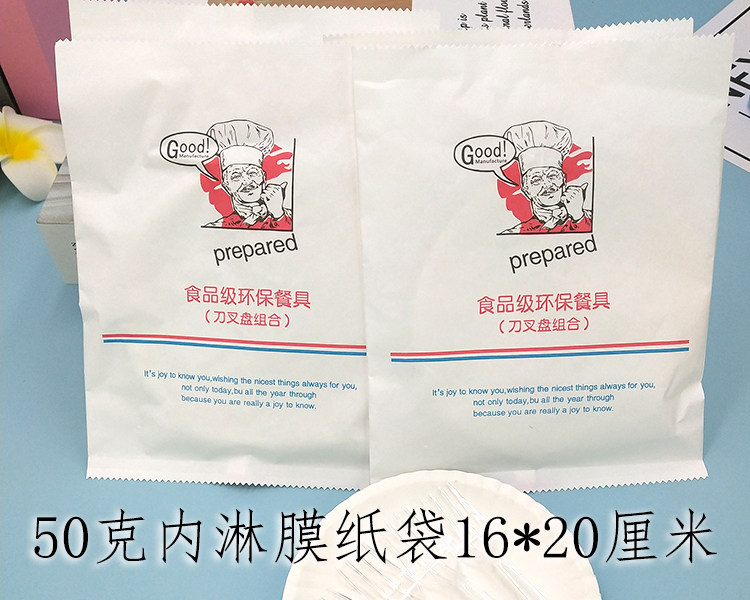 Good!
Manufacture
prepared
食品级环保餐具
（刀叉盘组合）
It's joy to know you,wishing the nicest things always for you,
not only today,bu all the year through
because you are really a joy to know.
Good!
Manufacture
prepared
食品级环保餐具
（刀叉盘组合）
It's joy to know you,wishing the nicest things always for you,
not only today,bu all the year through
because you are really a joy to know.
50克内淋膜纸袋16*20厘米